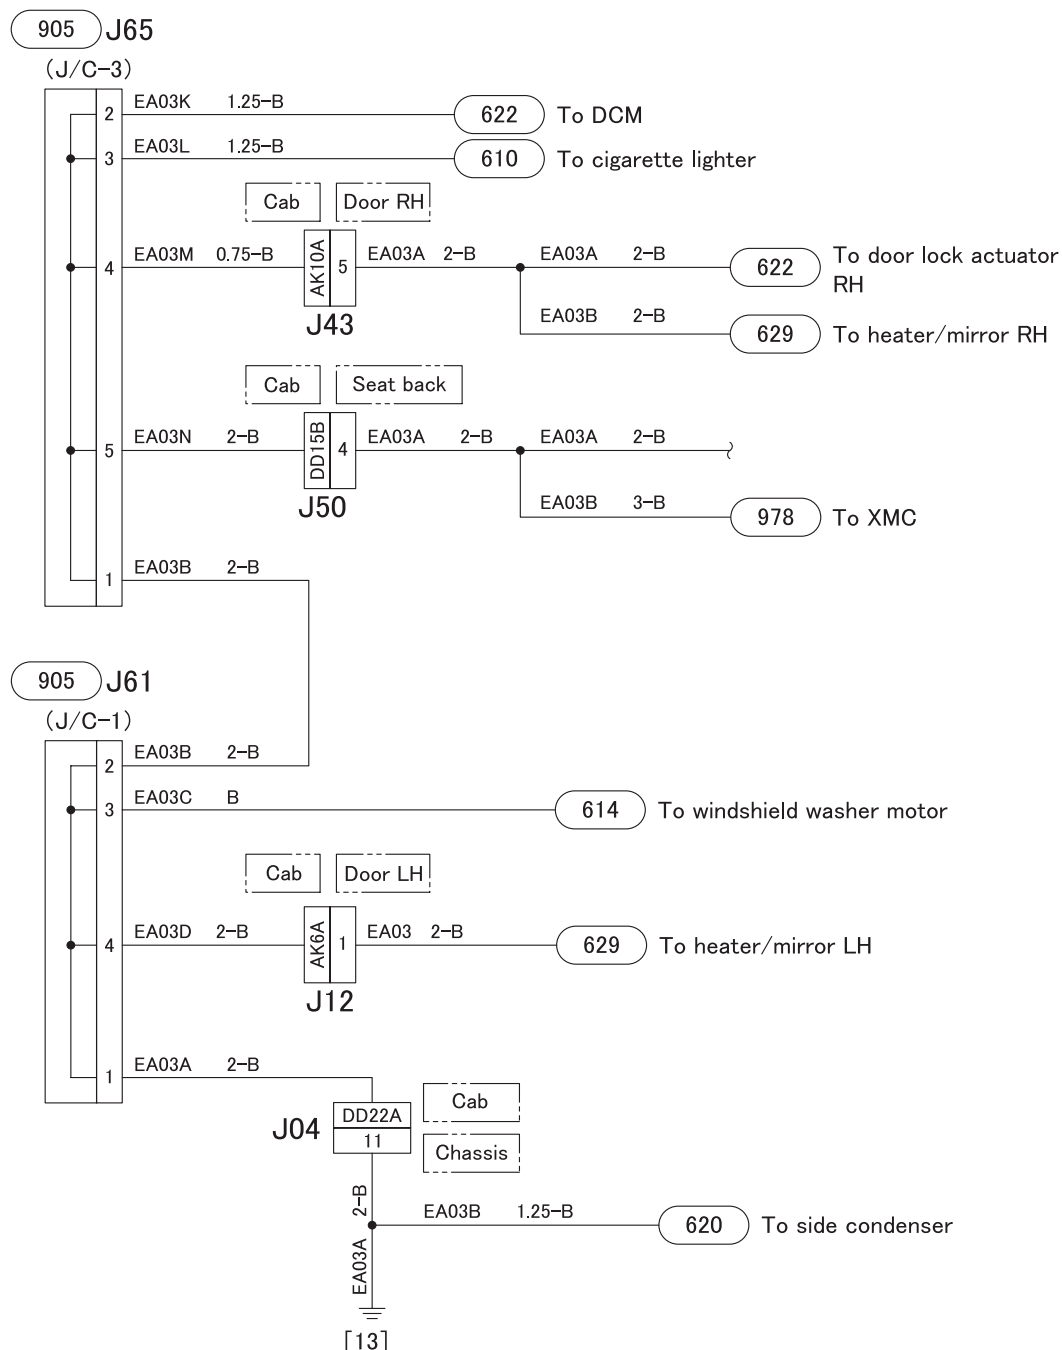 905 J65
(J/C-3)
2 EA03K 1.25-B 622 To DCM
3 EA03L 1.25-B 610 To cigarette lighter
Cab Door RH
4 EA03M 0.75-B AK10A 5 EA03A 2-B EA03A 2-B 622 To door lock actuator
RH
J43
EA03B 2-B 629 To heater/mirror RH
Cab Seat back
5 EA03N 2-B DD15B 4 EA03A 2-B EA03A 2-B
J50
EA03B 3-B 978 To XMC
1 EA03B 2-B
905 J61
(J/C-1)
2 EA03B 2-B
3 EA03C B 614 To windshield washer motor
Cab Door LH
4 EA03D 2-B AK6A 1 EA03 2-B 629 To heater/mirror LH
J12
1 EA03A 2-B
J04 DD22A Cab
11 Chassis
2-B
EA03B 1.25-B 620 To side condenser
EA03A
[13]